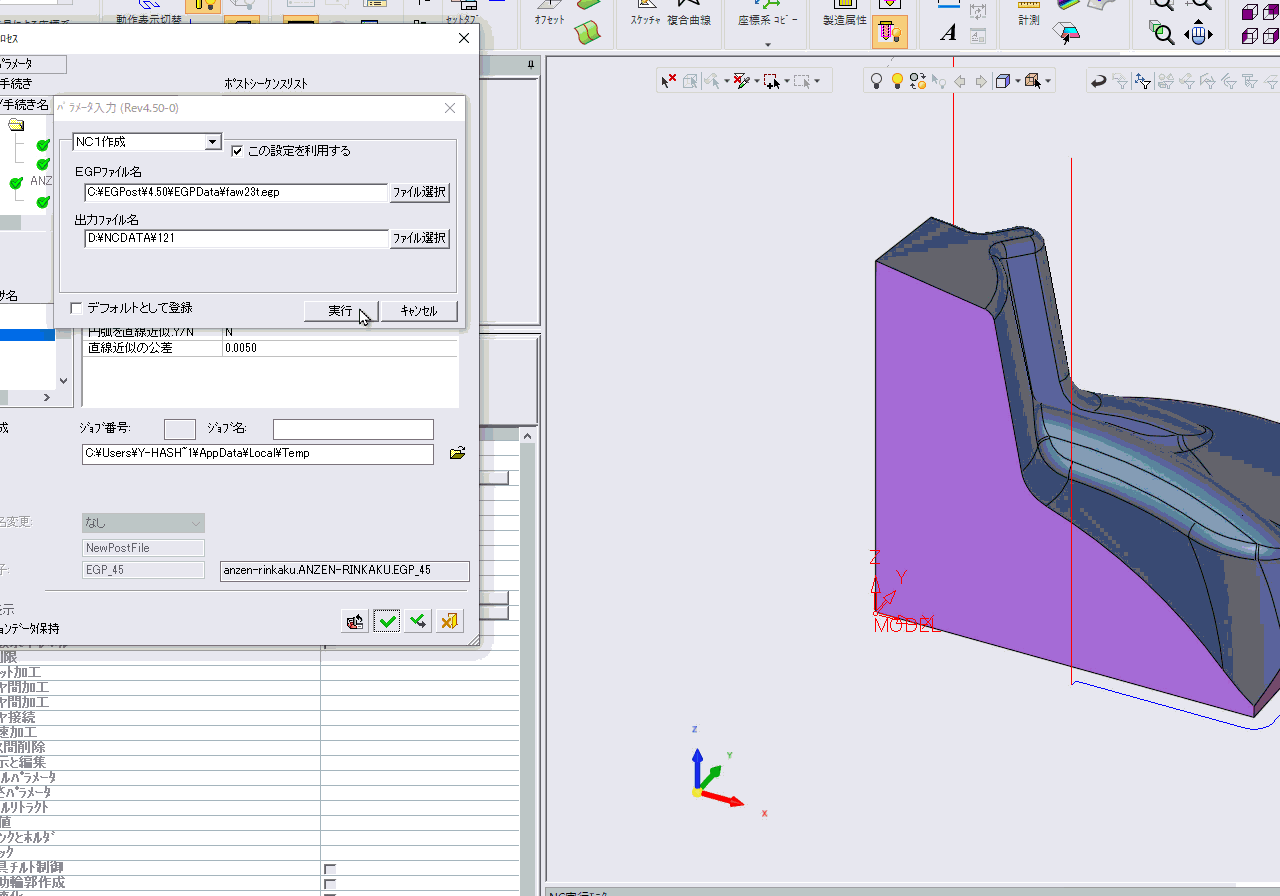 動作表示切替
セットタブ
オフセット
スケッチャ 複合曲線
座標系 コピー
製造属性
計測
A
ロセス
パラメータ
手続き
ポストシーケンスリスト
/手続き名
パラメータ入力 (Rev4.50-0)
NC1作成
この設定を利用する
EGPファイル名
C:¥EGPost¥4.50¥EGPData¥faw23t.egp
ファイル選択
出力ファイル名
D:¥NCDATA¥121
ファイル選択
デフォルトとして登録
実行
キャンセル
ANZ
サ名
円弧を直線近似.Y/N
N
直線近似の公差
0.0050
成
ジョブ番号:
ジョブ名:
C:¥Users¥Y-HASH~1¥AppData¥Local¥Temp
名変更:
なし
NewPostFile
子:
EGP_45
anzen-rinkaku.ANZEN-RINKAKU.EGP_45
表示
ョンデータ保持
制限
ット加工
ヤ間加工
ヤ間加工
ヤ接続
速加工
次間削除
示と編集
ルパラメータ
さパラメータ
ルリトラクト
値
ンクとホルダ
ック
具チルト制御
助輪郭作成
Z
Y
X
MODEL
Z
Y
X
NC実行エラー